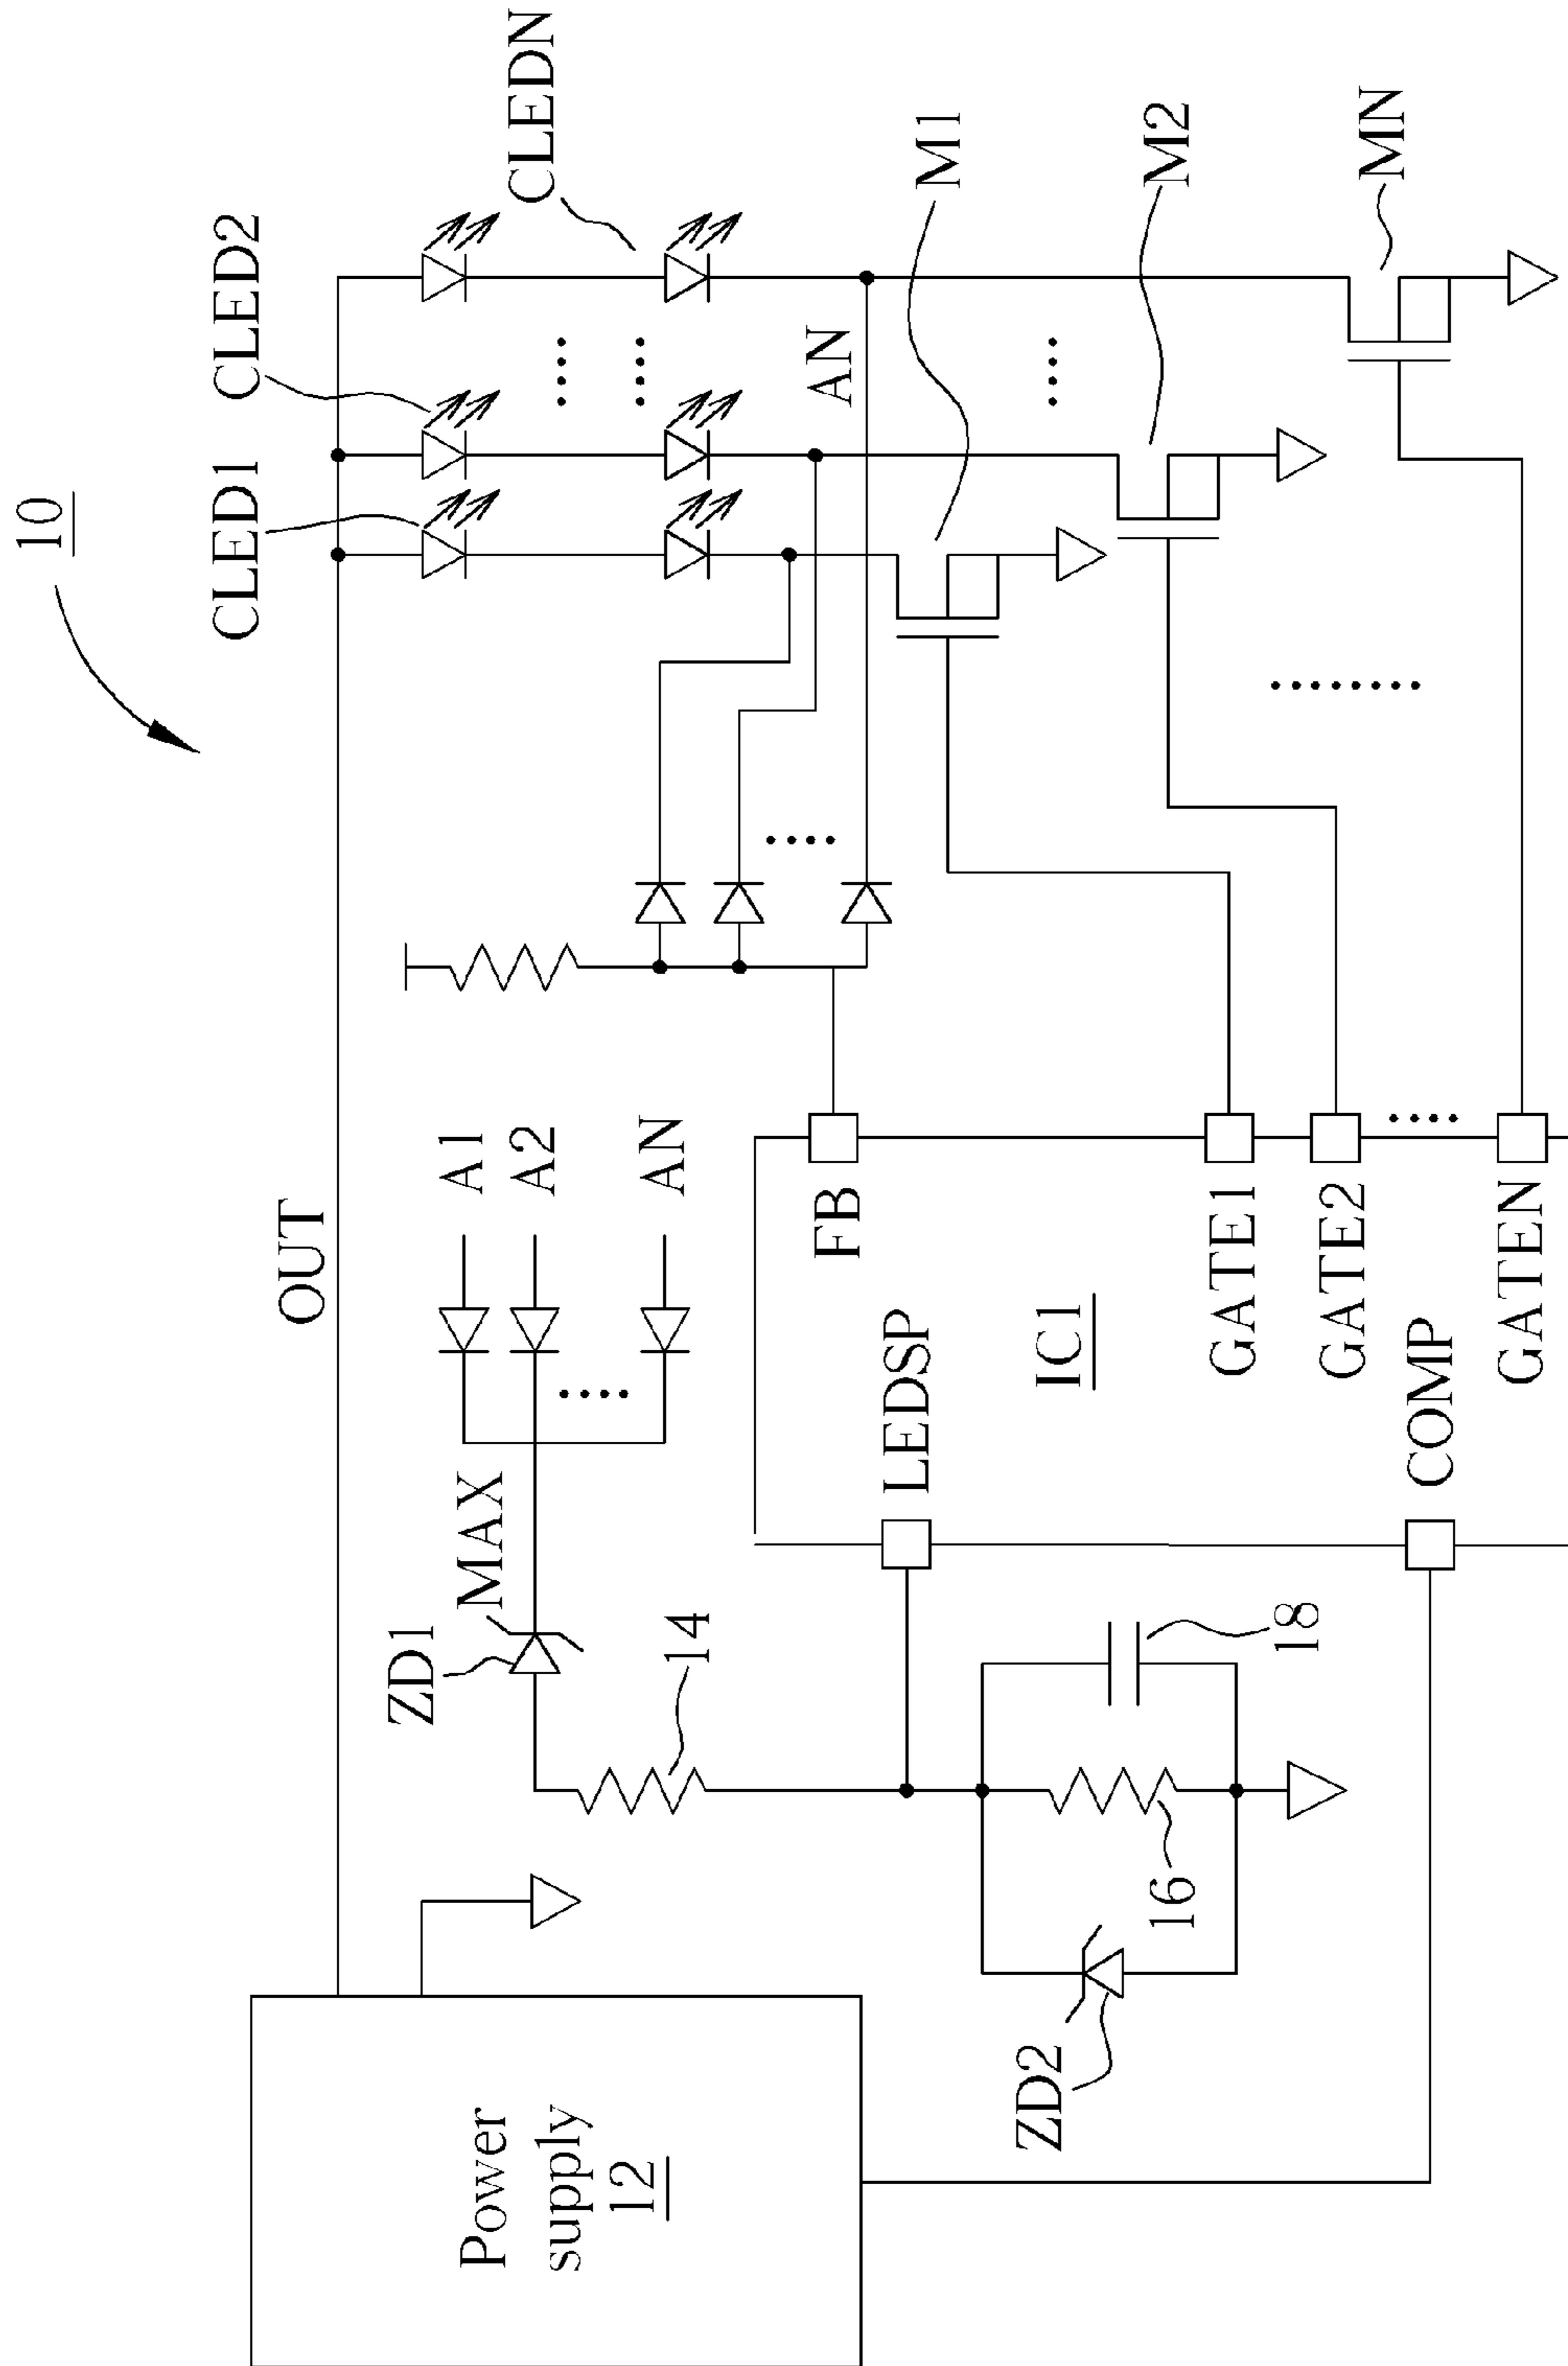 10
CLED1
CLED2
CLEDN
OUT
ZD1
MAX
A1
A2
AN
14
AN
Power
supply
12
LEDSP
FB
M1
M2
MN
ZD2
16
18
IC1
GATE1
GATE2
COMP
GATEN